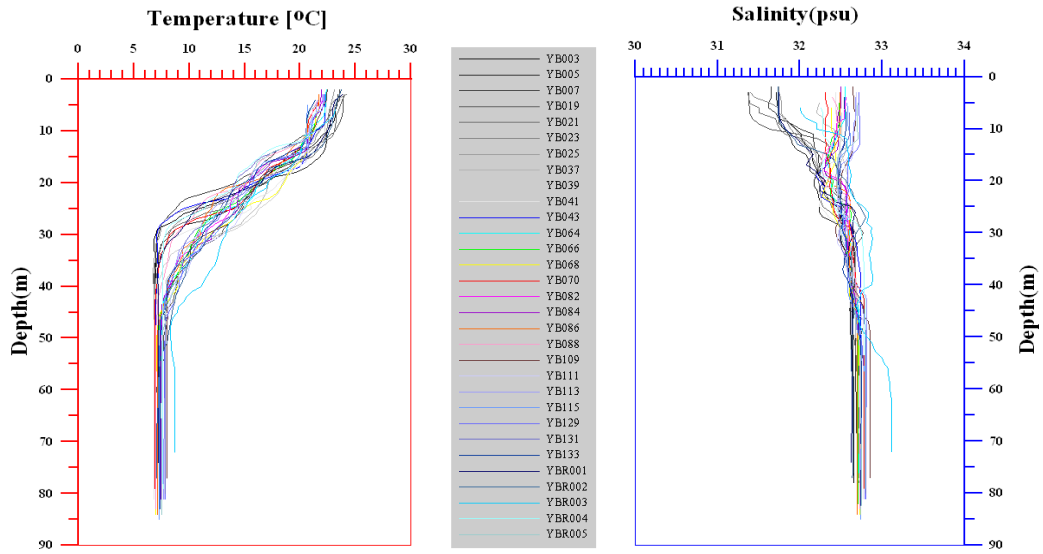 Temperature [ºC]
0 5 10 15 20 25 30
0
10
20
30
40
50
60
70
80
90
Depth(m)
YB003
YB005
YB007
YB019
YB021
YB023
YB025
YB037
YB039
YB041
YB043
YB064
YB066
YB068
YB070
YB082
YB084
YB086
YB088
YB109
YB111
YB113
YB115
YB129
YB131
YB133
YBR001
YBR002
YBR003
YBR004
YBR005
Salinity(psu)
30 31 32 33 34
0
10
20
30
40
50
60
70
80
90
Depth(m)